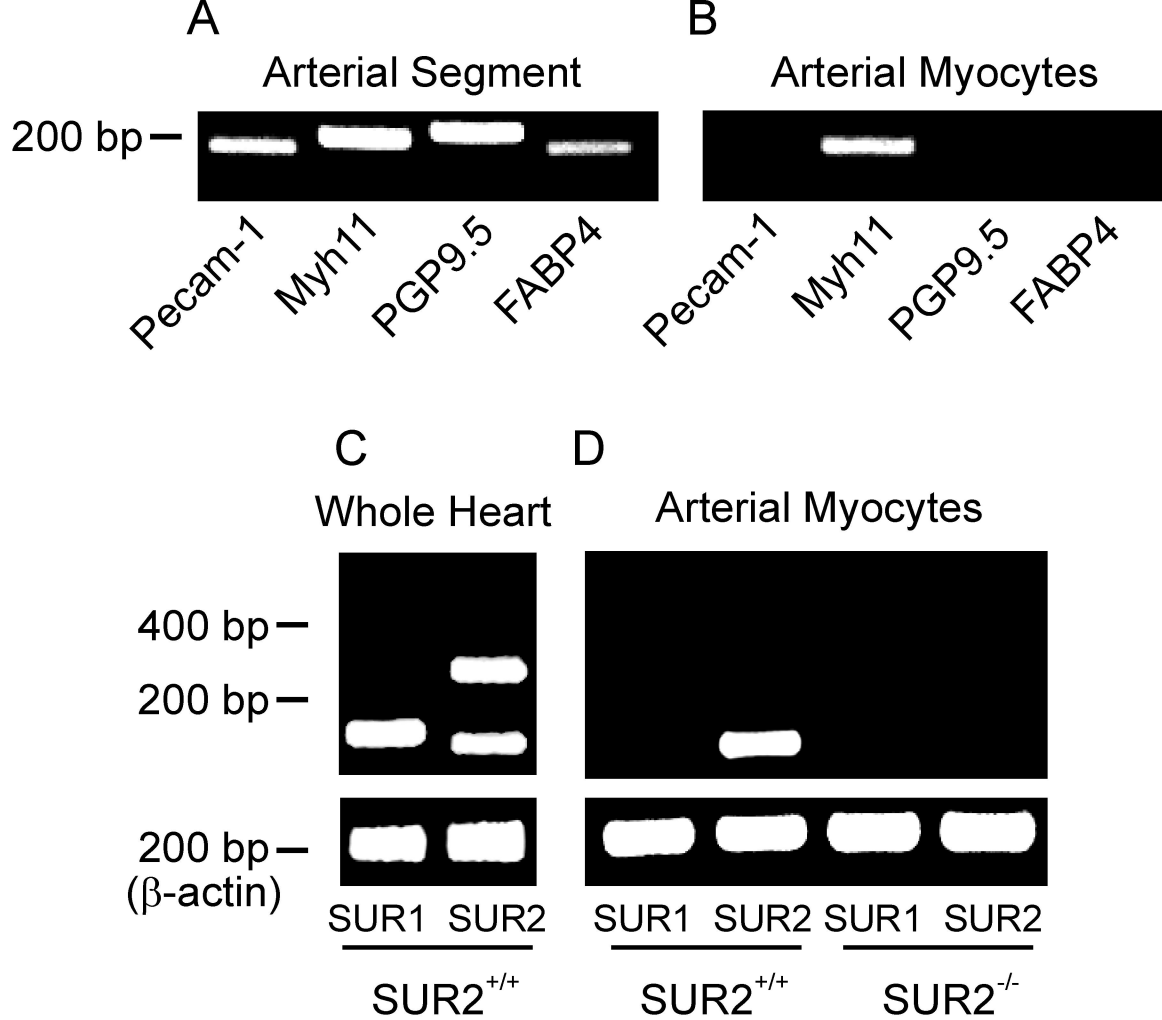 A
B
Arterial Segment
Arterial Myocytes
200 bp
Pecam-1
Myh11
PGP9.5
FABP4
Pecam-1
Myh11
PGP9.5
FABP4
C
D
Whole Heart
Arterial Myocytes
400 bp
200 bp
200 bp
(β-actin)
SUR1 SUR2 SUR1 SUR2 SUR1 SUR2
SUR2+/+ SUR2+/+ SUR2-/-